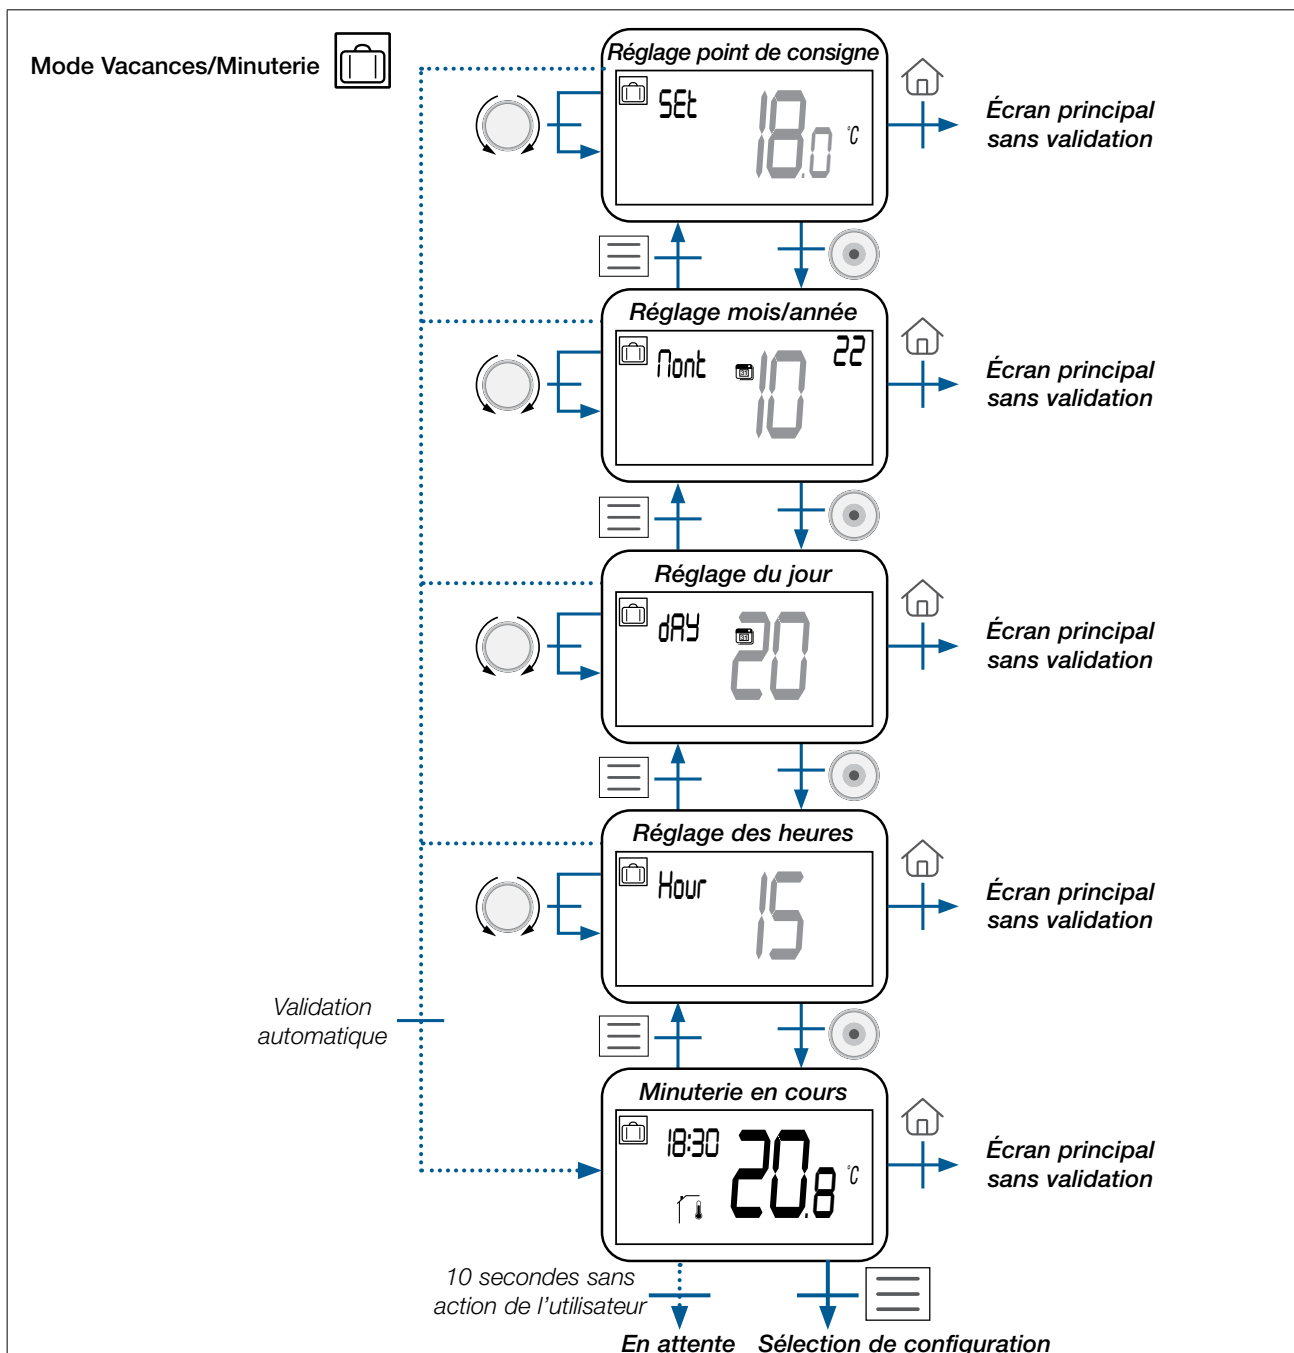 Mode Vacances/Minuterie
Réglage point de consigne
SEt
18.0 °C
Écran principal
sans validation
Réglage mois/année
Mont
31
10
22
Écran principal
sans validation
Réglage du jour
dAY
31
20
Écran principal
sans validation
Réglage des heures
Hour
15
Écran principal
sans validation
Validation
automatique
Minuterie en cours
18:30
20.8 °C
Écran principal
sans validation
10 secondes sans
action de l’utilisateur
En attente
Sélection de configuration